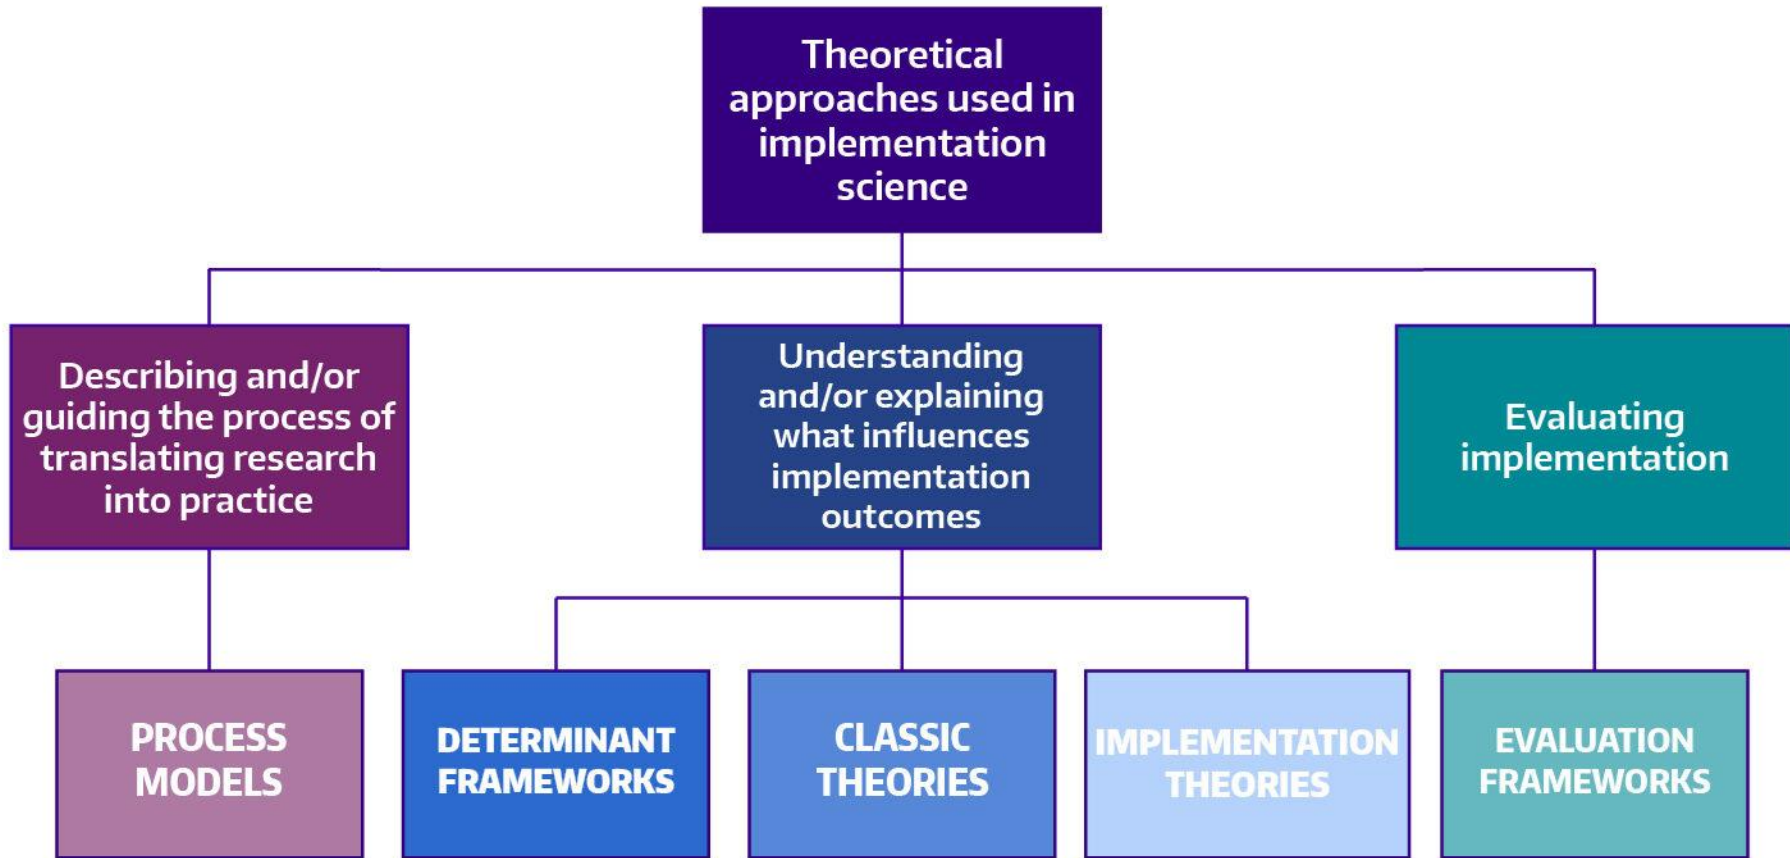 Theoretical
approaches used in
implementation
science
Describing and/or
guiding the process of
translating research
into practice
Understanding
and/or explaining
what influences
implementation
outcomes
Evaluating
implementation
PROCESS
MODELS
DETERMINANT
FRAMEWORKS
CLASSIC
THEORIES
IMPLEMENTATION
THEORIES
EVALUATION
FRAMEWORKS